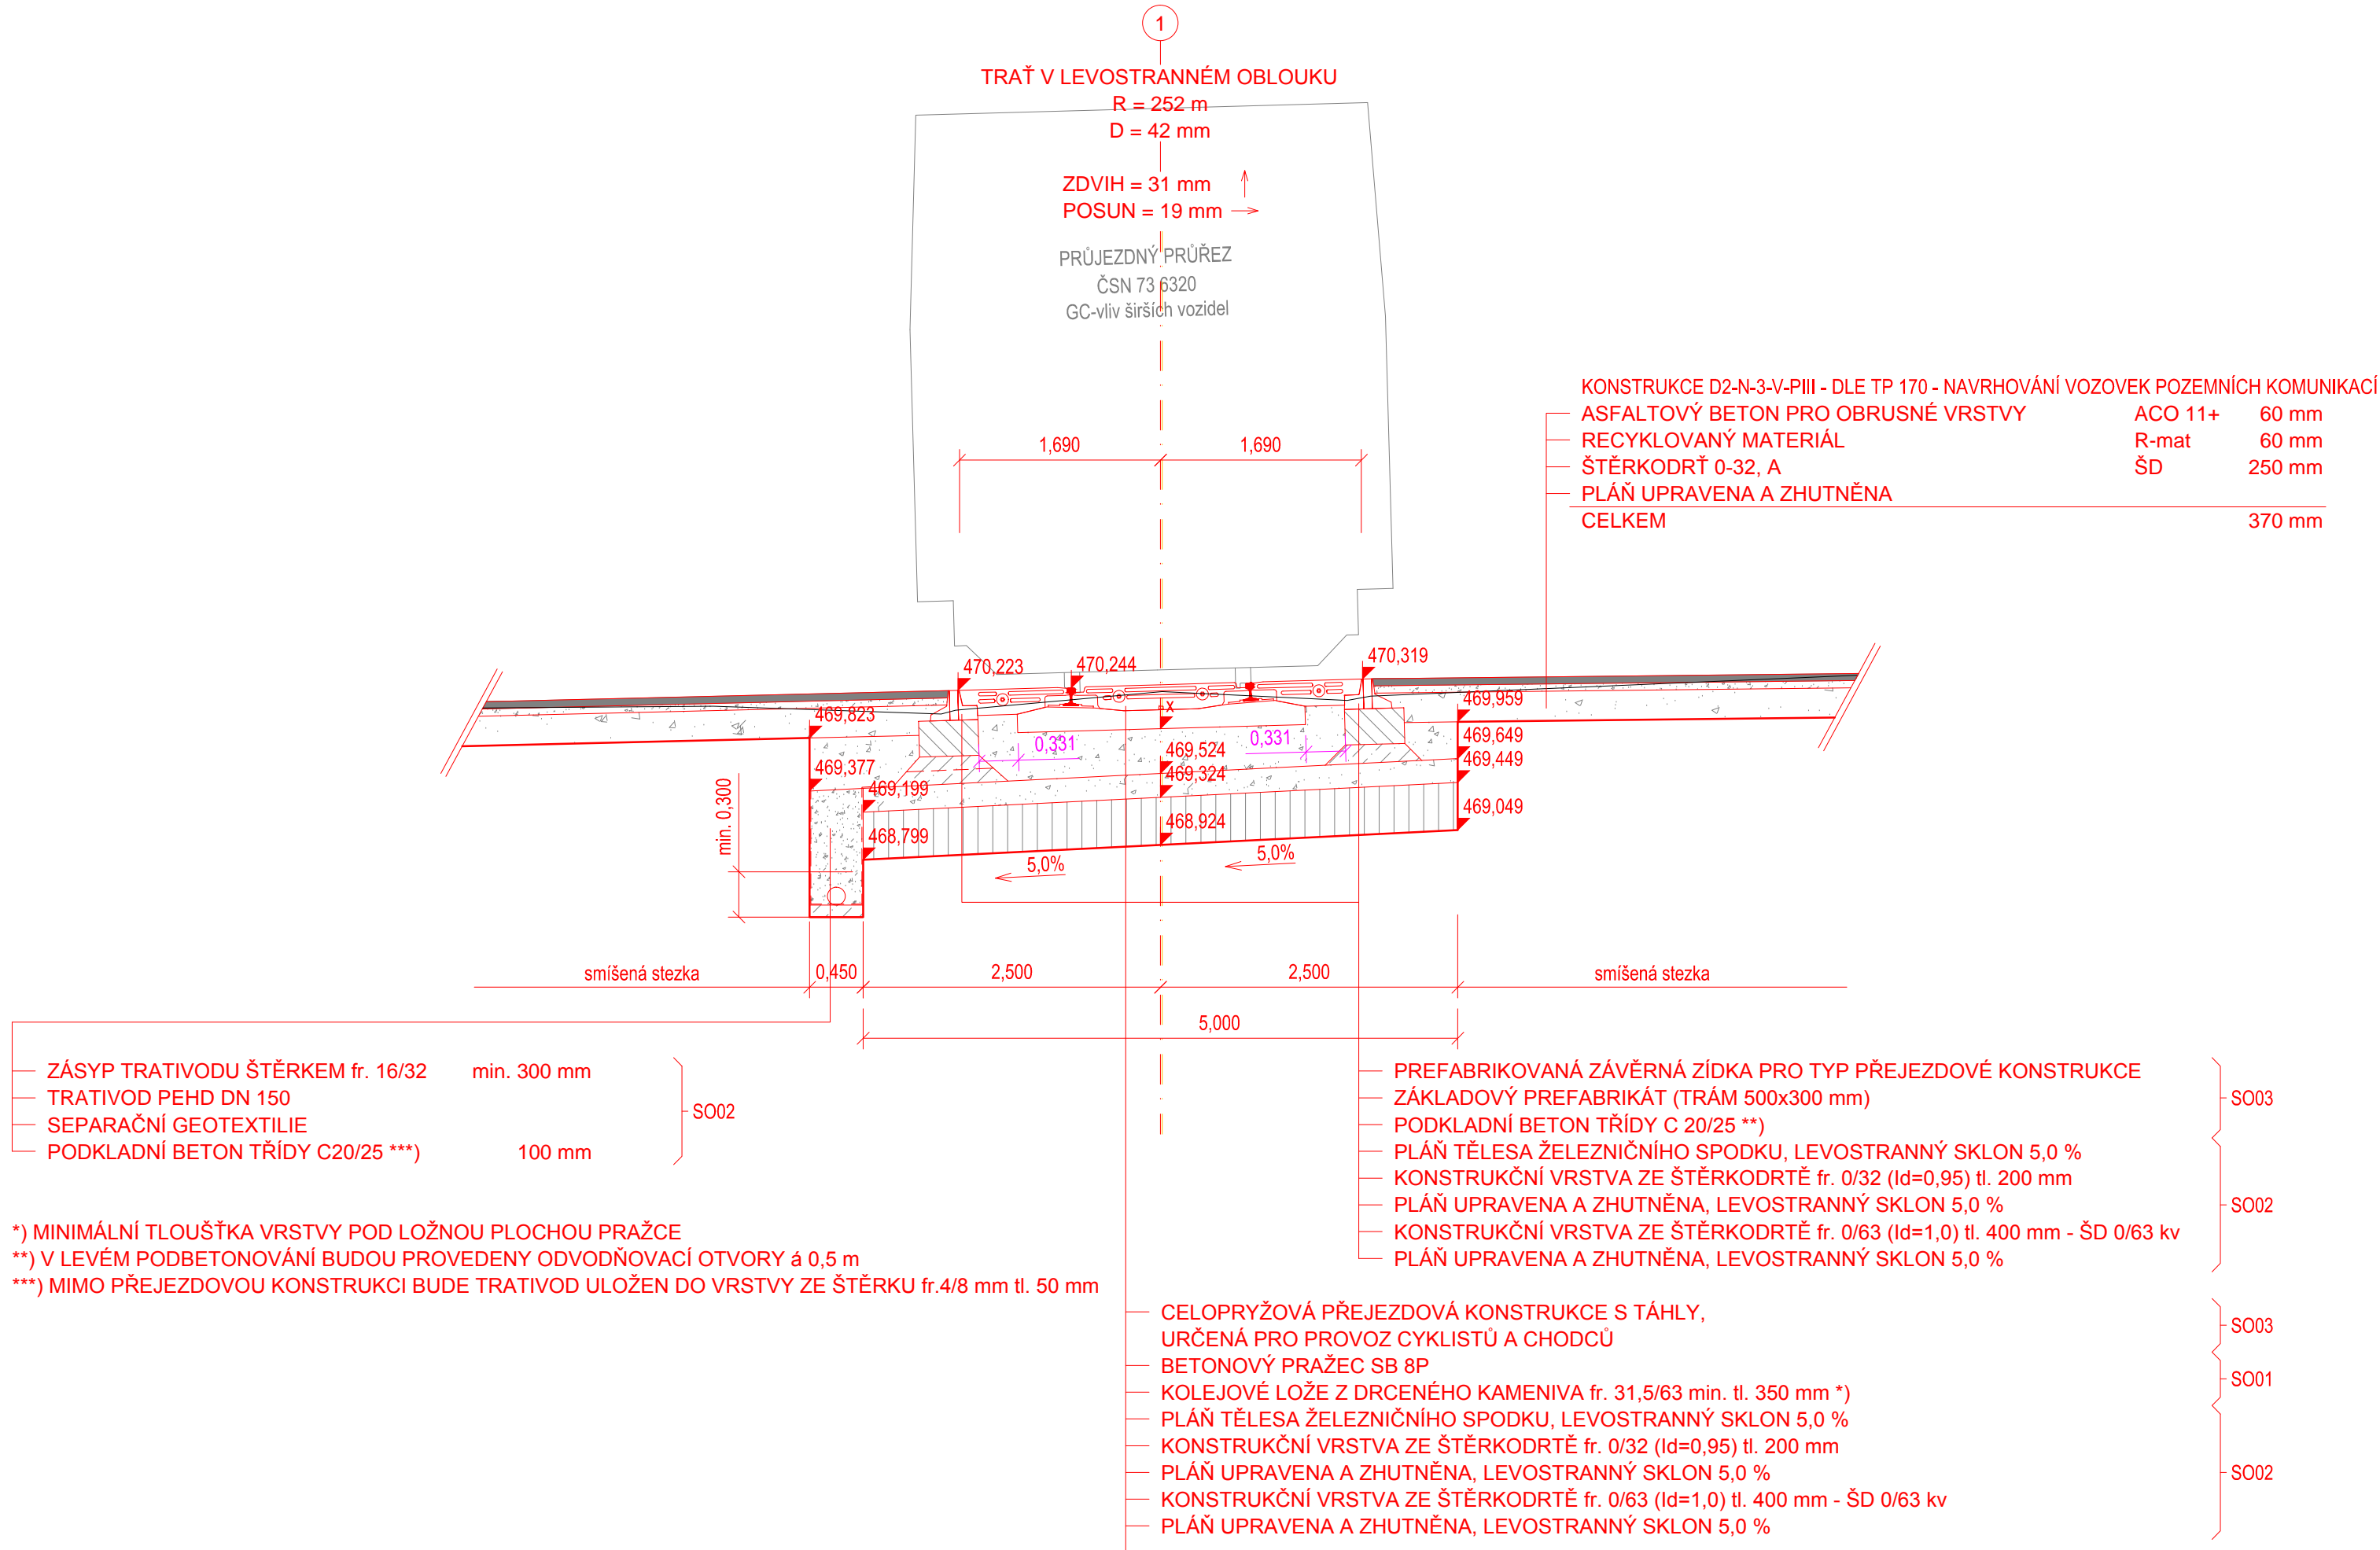 1
TRAŤ V LEVOSTRANNÉM OBLOUKU
R = 252 m
D = 42 mm
ZDVIH = 31 mm
POSUN = 19 mm
PRŮJEZDNÝ PRŮŘEZ
ČSN 73 6320
GC-vliv širších vozidel
KONSTRUKCE D2-N-3-V-PIII - DLE TP 170 - NAVRHOVÁNÍ VOZOVEK POZEMNÍCH KOMUNIKACÍ
ASFALTOVÝ BETON PRO OBRUSNÉ VRSTVY ACO 11+ 60 mm
RECYKLOVANÝ MATERIÁL R-mat 60 mm
ŠTĚRKODRŤ 0-32, A ŠD 250 mm
PLÁŇ UPRAVENA A ZHUTNĚNA
CELKEM 370 mm
1,690 1,690
470,223 470,244 470,319
469,823 x 469,959
0,331 0,331
469,524 469,649
469,377 469,324 469,449
469,199
468,799 468,924 469,049
min. 0,300
5,0% 5,0%
smíšená stezka 0,450 2,500 2,500 smíšená stezka
5,000
ZÁSYP TRATIVODU ŠTĚRKEM fr. 16/32 min. 300 mm
TRATIVOD PEHD DN 150
SEPARAČNÍ GEOTEXTILIE
PODKLADNÍ BETON TŘÍDY C20/25 ***) 100 mm
SO02
*) MINIMÁLNÍ TLOUŠŤKA VRSTVY POD LOŽNOU PLOCHOU PRAŽCE
**) V LEVÉM PODBETONOVÁNÍ BUDOU PROVEDENY ODVODŇOVACÍ OTVORY á 0,5 m
***) MIMO PŘEJEZDOVOU KONSTRUKCI BUDE TRATIVOD ULOŽEN DO VRSTVY ZE ŠTĚRKU fr.4/8 mm tl. 50 mm
PREFABRIKOVANÁ ZÁVĚRNÁ ZÍDKA PRO TYP PŘEJEZDOVÉ KONSTRUKCE
ZÁKLADOVÝ PREFABRIKÁT (TRÁM 500x300 mm)
PODKLADNÍ BETON TŘÍDY C 20/25 **)
SO03
PLÁŇ TĚLESA ŽELEZNIČNÍHO SPODKU, LEVOSTRANNÝ SKLON 5,0 %
KONSTRUKČNÍ VRSTVA ZE ŠTĚRKODRTĚ fr. 0/32 (Id=0,95) tl. 200 mm
PLÁŇ UPRAVENA A ZHUTNĚNA, LEVOSTRANNÝ SKLON 5,0 %
KONSTRUKČNÍ VRSTVA ZE ŠTĚRKODRTĚ fr. 0/63 (Id=1,0) tl. 400 mm - ŠD 0/63 kv
PLÁŇ UPRAVENA A ZHUTNĚNA, LEVOSTRANNÝ SKLON 5,0 %
SO02
CELOPRYŽOVÁ PŘEJEZDOVÁ KONSTRUKCE S TÁHLY,
URČENÁ PRO PROVOZ CYKLISTŮ A CHODCŮ
SO03
BETONOVÝ PRAŽEC SB 8P
KOLEJOVÉ LOŽE Z DRCENÉHO KAMENIVA fr. 31,5/63 min. tl. 350 mm *)
SO01
PLÁŇ TĚLESA ŽELEZNIČNÍHO SPODKU, LEVOSTRANNÝ SKLON 5,0 %
KONSTRUKČNÍ VRSTVA ZE ŠTĚRKODRTĚ fr. 0/32 (Id=0,95) tl. 200 mm
PLÁŇ UPRAVENA A ZHUTNĚNA, LEVOSTRANNÝ SKLON 5,0 %
KONSTRUKČNÍ VRSTVA ZE ŠTĚRKODRTĚ fr. 0/63 (Id=1,0) tl. 400 mm - ŠD 0/63 kv
PLÁŇ UPRAVENA A ZHUTNĚNA, LEVOSTRANNÝ SKLON 5,0 %
SO02